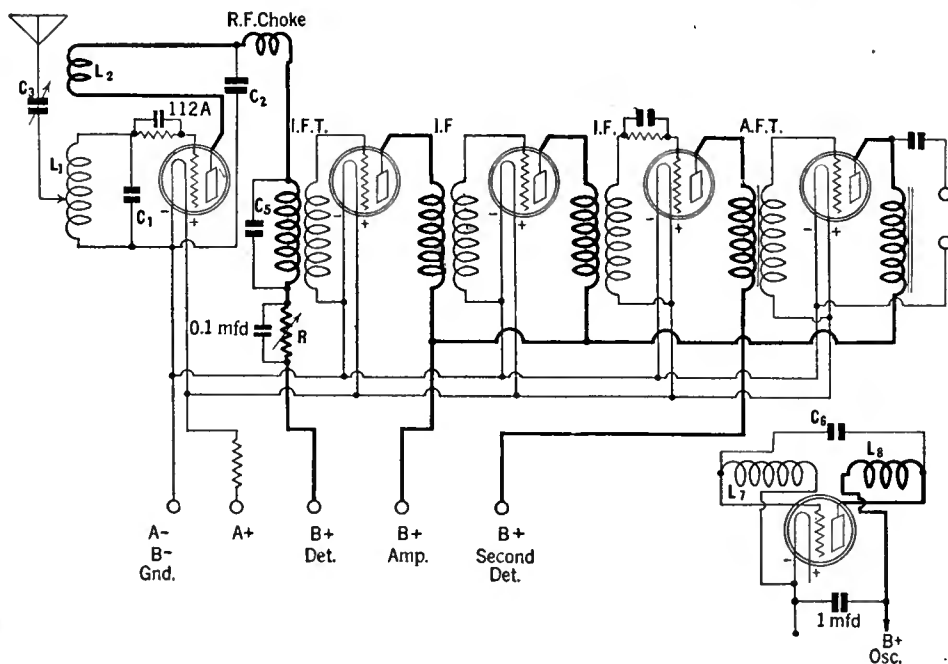 R.F.Choke
L2
C3
C2
112A
I.F.T.
I.F
I.F.
A.F.T.
L1
C1
-
+
-
+
-
+
-
+
-
+
C5
0.1 mfd
R
C6
L7
L8
-
+
A-
B-
Gnd.
A+
B+
Det.
B+
Amp.
B+
Second
Det.
1 mfd
B+
Osc.